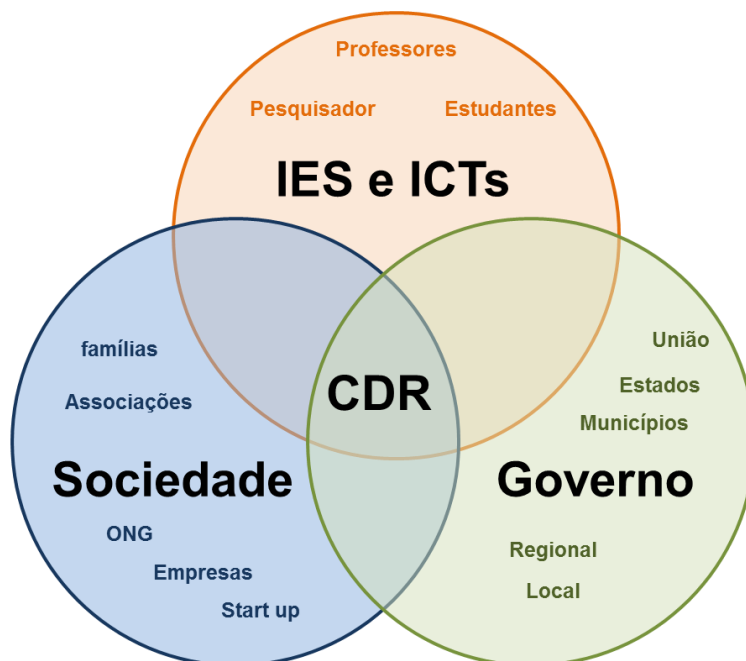 Professores
Pesquisador
Estudantes
IES e ICTs
famílias
Associações
Sociedade
ONG
Empresas
Start up
CDR
União
Estados
Municípios
Governo
Regional
Local